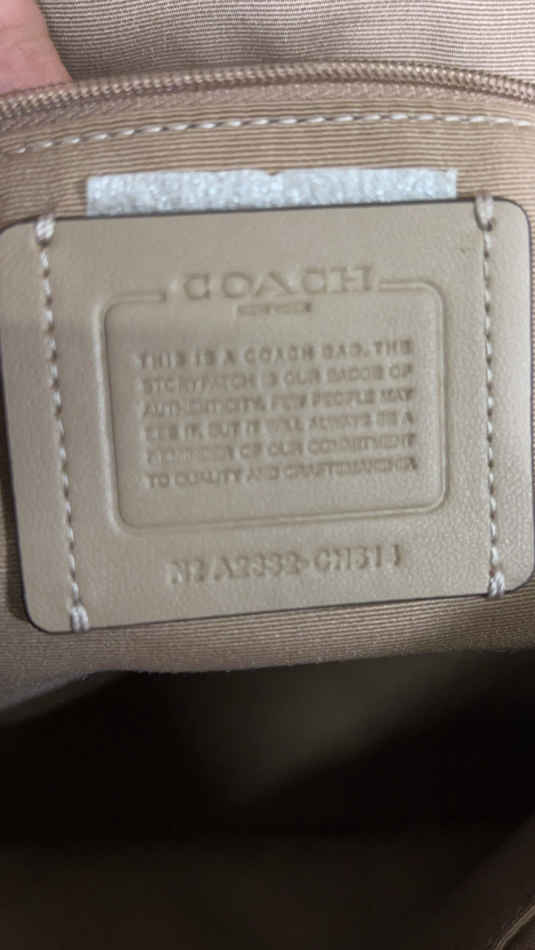 COACH
THIS IS A COACH BAG. THE
STORYPATCH IS OUR BADGE OF
AUTHENTICITY. FEW PEOPLE MAY
SEE IT, BUT IT WILL ALWAYS BE A
REMINDER OF OUR COMMITMENT
TO QUALITY AND CRAFTSMANSHIP.